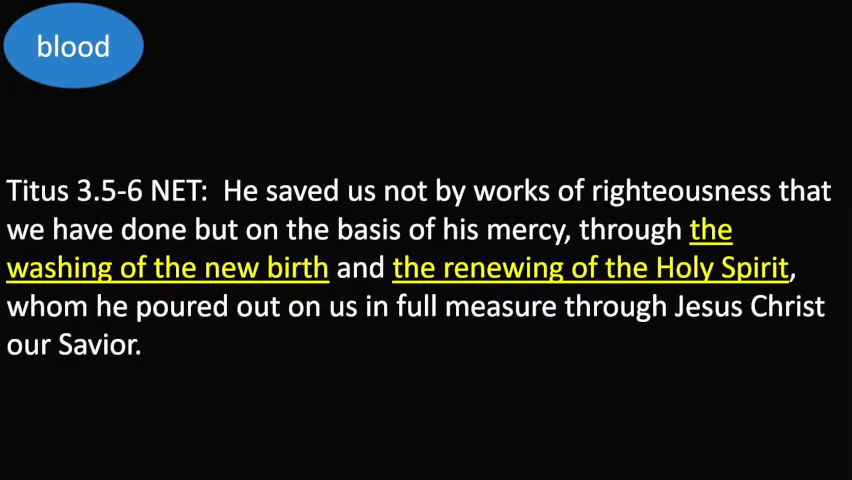 blood
Titus 3.5-6 NET:  He saved us not by works of righteousness that
we have done but on the basis of his mercy, through the
washing of the new birth and the renewing of the Holy Spirit,
whom he poured out on us in full measure through Jesus Christ
our Savior.